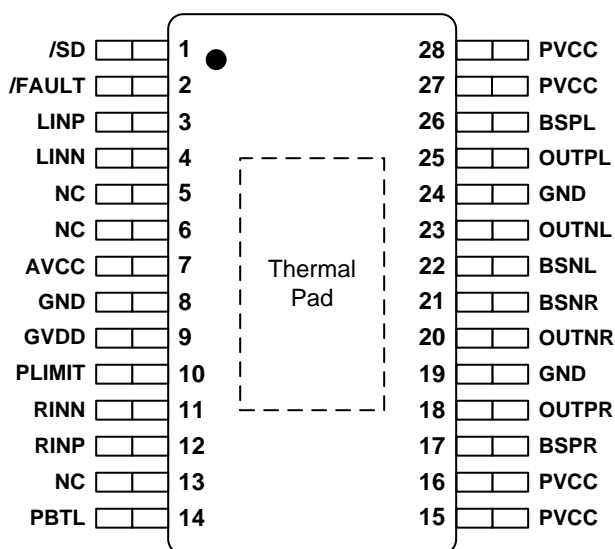 /SD 1 28 PVCC
/FAULT 2 27 PVCC
LINP 3 26 BSPL
LINN 4 25 OUTPL
NC 5 24 GND
NC 6 23 OUTNL
AVCC 7 22 BSNL
GND 8 21 BSNR
GVDD 9 20 OUTNR
PLIMIT 10 19 GND
RINN 11 18 OUTPR
RINP 12 17 BSPR
NC 13 16 PVCC
PBTL 14 15 PVCC
Thermal
Pad